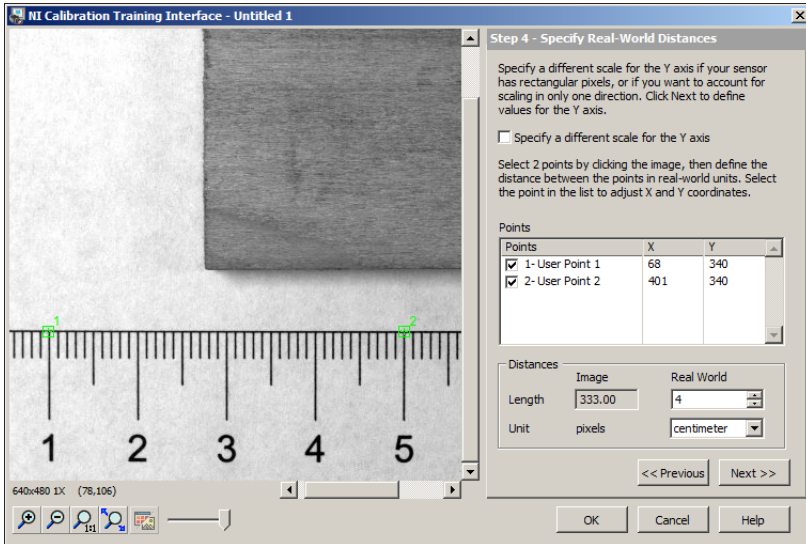 NI Calibration Training Interface - Untitled 1
Step 4 - Specify Real-World Distances
Specify a different scale for the Y axis if your sensor
has rectangular pixels, or if you want to account for
scaling in only one direction. Click Next to define
values for the Y axis.
Specify a different scale for the Y axis
Select 2 points by clicking the image, then define the
distance between the points in real-world units. Select
the point in the list to adjust X and Y coordinates.
Points
Points X Y
1- User Point 1 68 340
2- User Point 2 401 340
Distances
Image Real World
Length 333.00 4
Unit pixels centimeter
<< Previous Next >>
OK Cancel Help
1 2
1 2 3 4 5
640x480 1X (78,106)
1:1